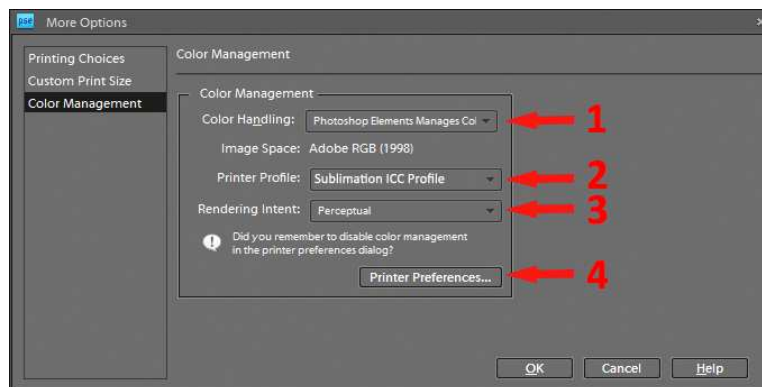 pse More Options
Printing Choices
Custom Print Size
Color Management
Color Management
Color Management
Color Handling: Photoshop Elements Manages Col
1
Image Space: Adobe RGB (1998)
Printer Profile: Sublimation ICC Profile
2
Rendering Intent: Perceptual
3
Did you remember to disable color management
in the printer preferences dialog?
Printer Preferences...
4
OK Cancel Help